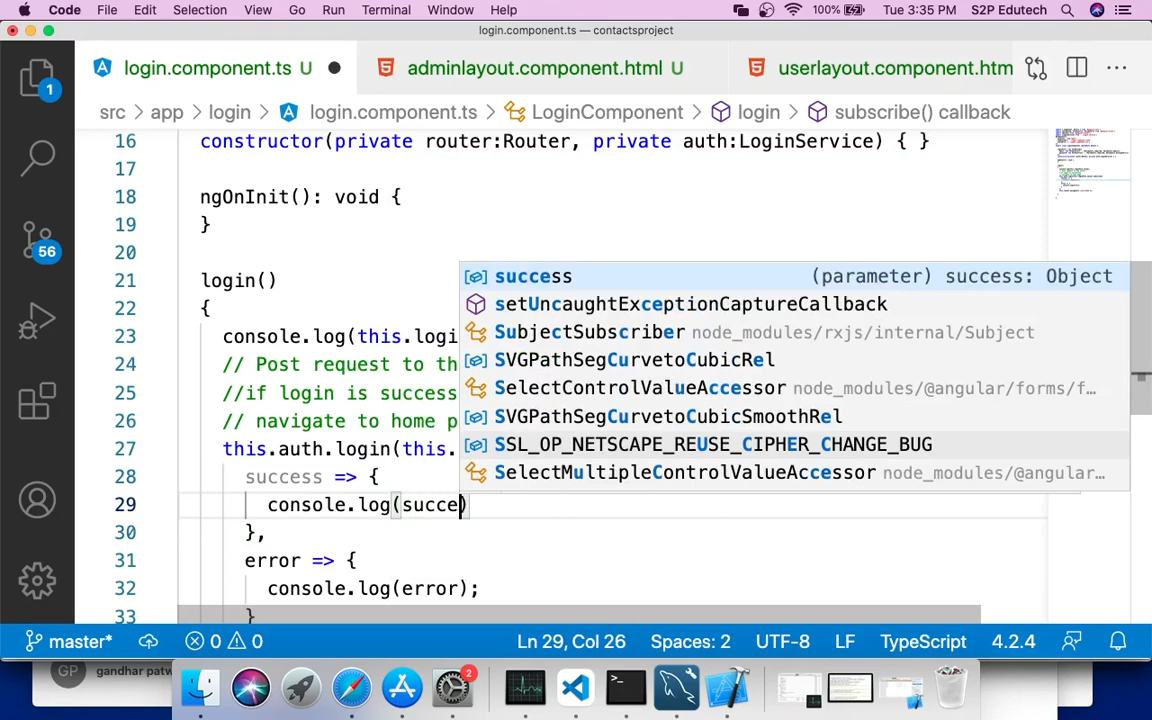 Code File Edit Selection View Go Run Terminal Window Help 100% Tue 3:35 PM S2P Edutech
login.component.ts — contactsproject
login.component.ts U adminlayout.component.html U userlayout.component.htm
src > app > login > login.component.ts > LoginComponent > login > subscribe() callback
16 constructor(private router:Router, private auth:LoginService) { }
17
18 ngOnInit(): void {
19 }
20
21 login()
22 {
23 console.log(this.logi
24 // Post request to th
25 //if login is success
26 // navigate to home p
27 this.auth.login(this.
28 success => {
29 console.log(succe)
30 },
31 error => {
32 console.log(error);
33 }
success (parameter) success: Object
setUncaughtExceptionCaptureCallback
SubjectSubscriber node_modules/rxjs/internal/Subject
SVGPathSegCurvetoCubicRel
SelectControlValueAccessor node_modules/@angular/forms/f…
SVGPathSegCurvetoCubicSmoothRel
SSL_OP_NETSCAPE_REUSE_CIPHER_CHANGE_BUG
SelectMultipleControlValueAccessor node_modules/@angular…
1
56
master* 0 0 Ln 29, Col 26 Spaces: 2 UTF-8 LF TypeScript 4.2.4
GP gandhar patw
2